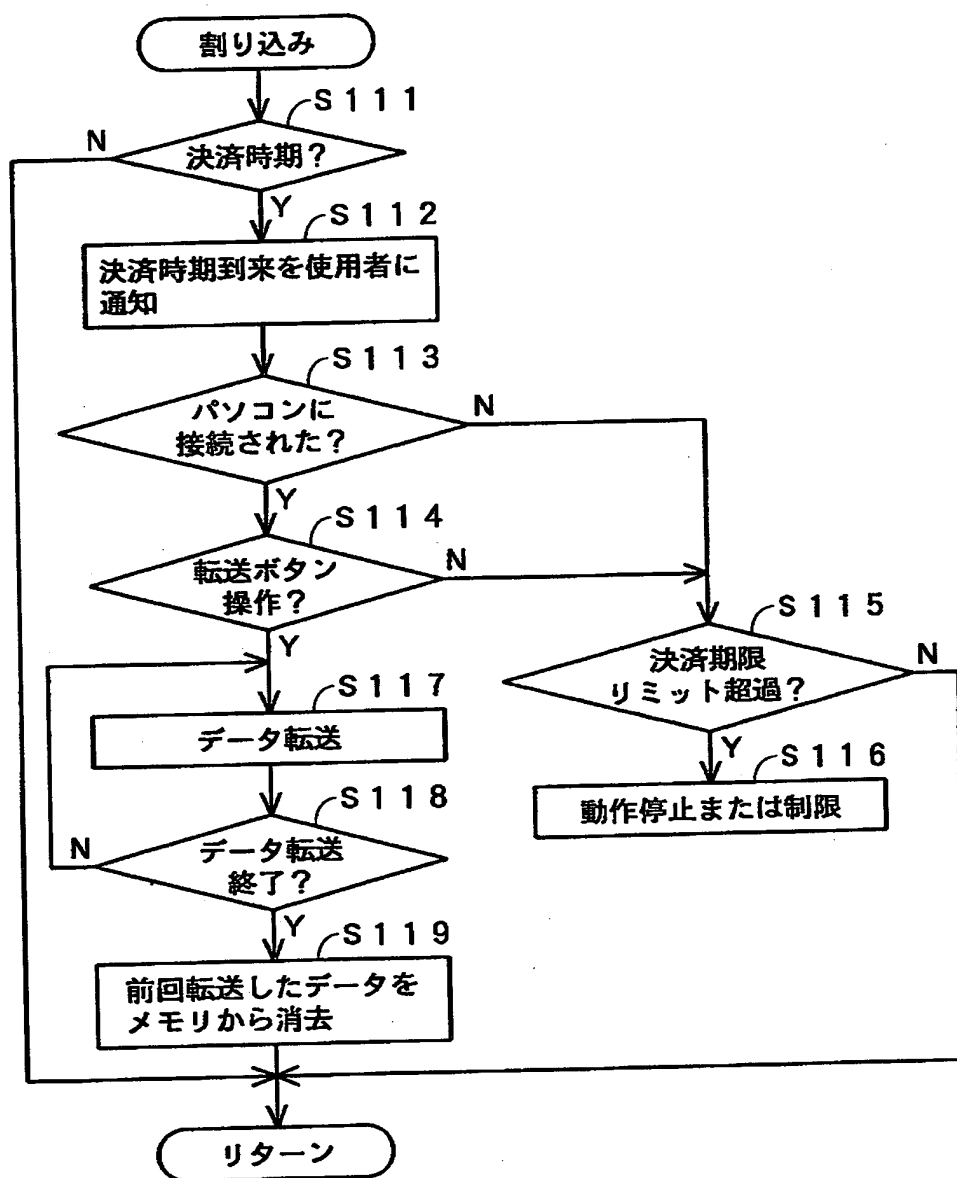 割り込み
S111
N
決済時期?
Y
S112
決済時期到来を使用者に
通知
S113
パソコンに
接続された?
N
Y
S114
転送ボタン
操作?
N
Y
S115
決済期限
リミット超過?
N
Y
S117
データ転送
S116
動作停止または制限
S118
データ転送
終了?
N
Y
S119
前回転送したデータを
メモリから消去
リターン